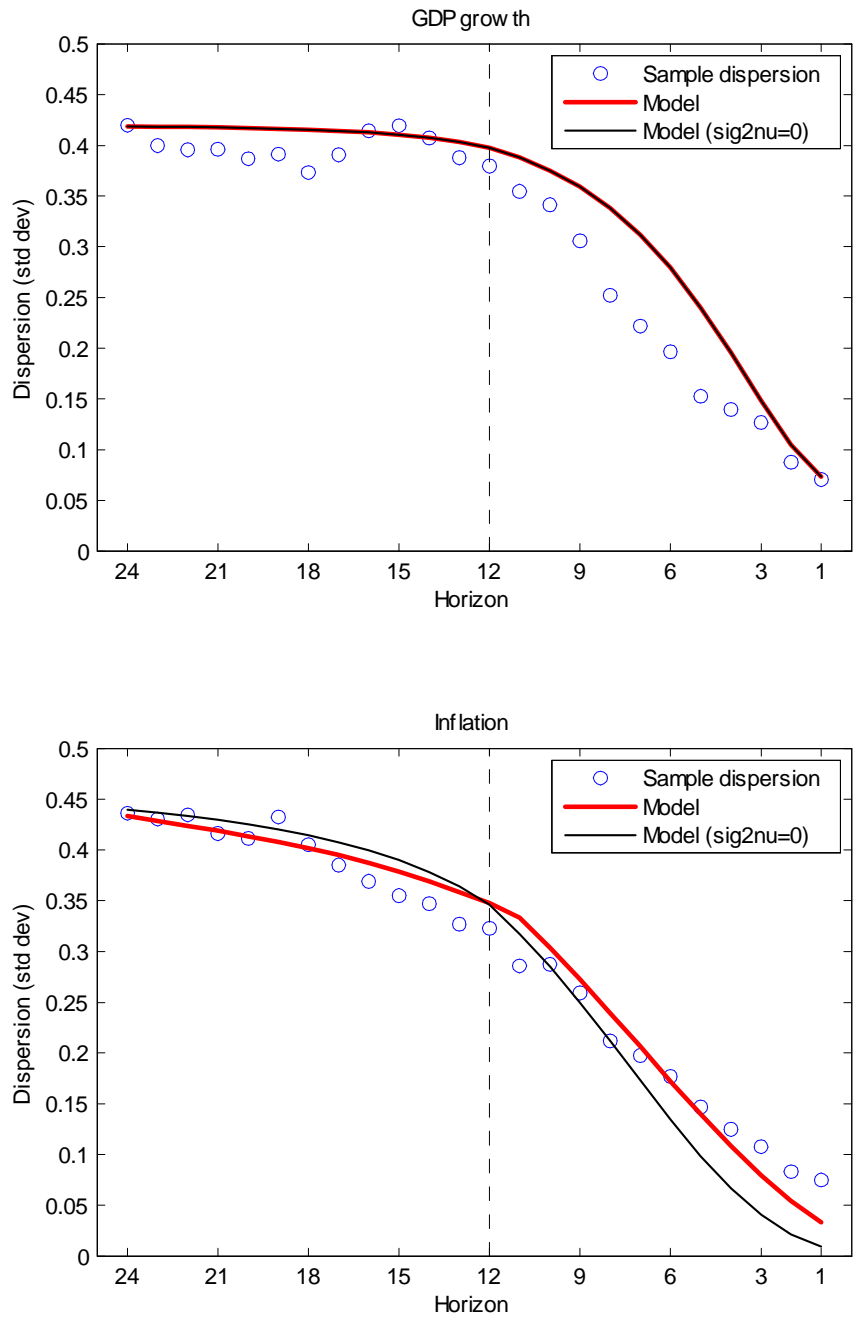 GDP growth
0.5
0.45
0.4
0.35
0.3
0.25
0.2
0.15
0.1
0.05
0
Dispersion (std dev)
Sample dispersion
Model
Model (sig2nu=0)
24 21 18 15 12 9 6 3 1
Horizon
Inflation
0.5
0.45
0.4
0.35
0.3
0.25
0.2
0.15
0.1
0.05
0
Dispersion (std dev)
Sample dispersion
Model
Model (sig2nu=0)
24 21 18 15 12 9 6 3 1
Horizon